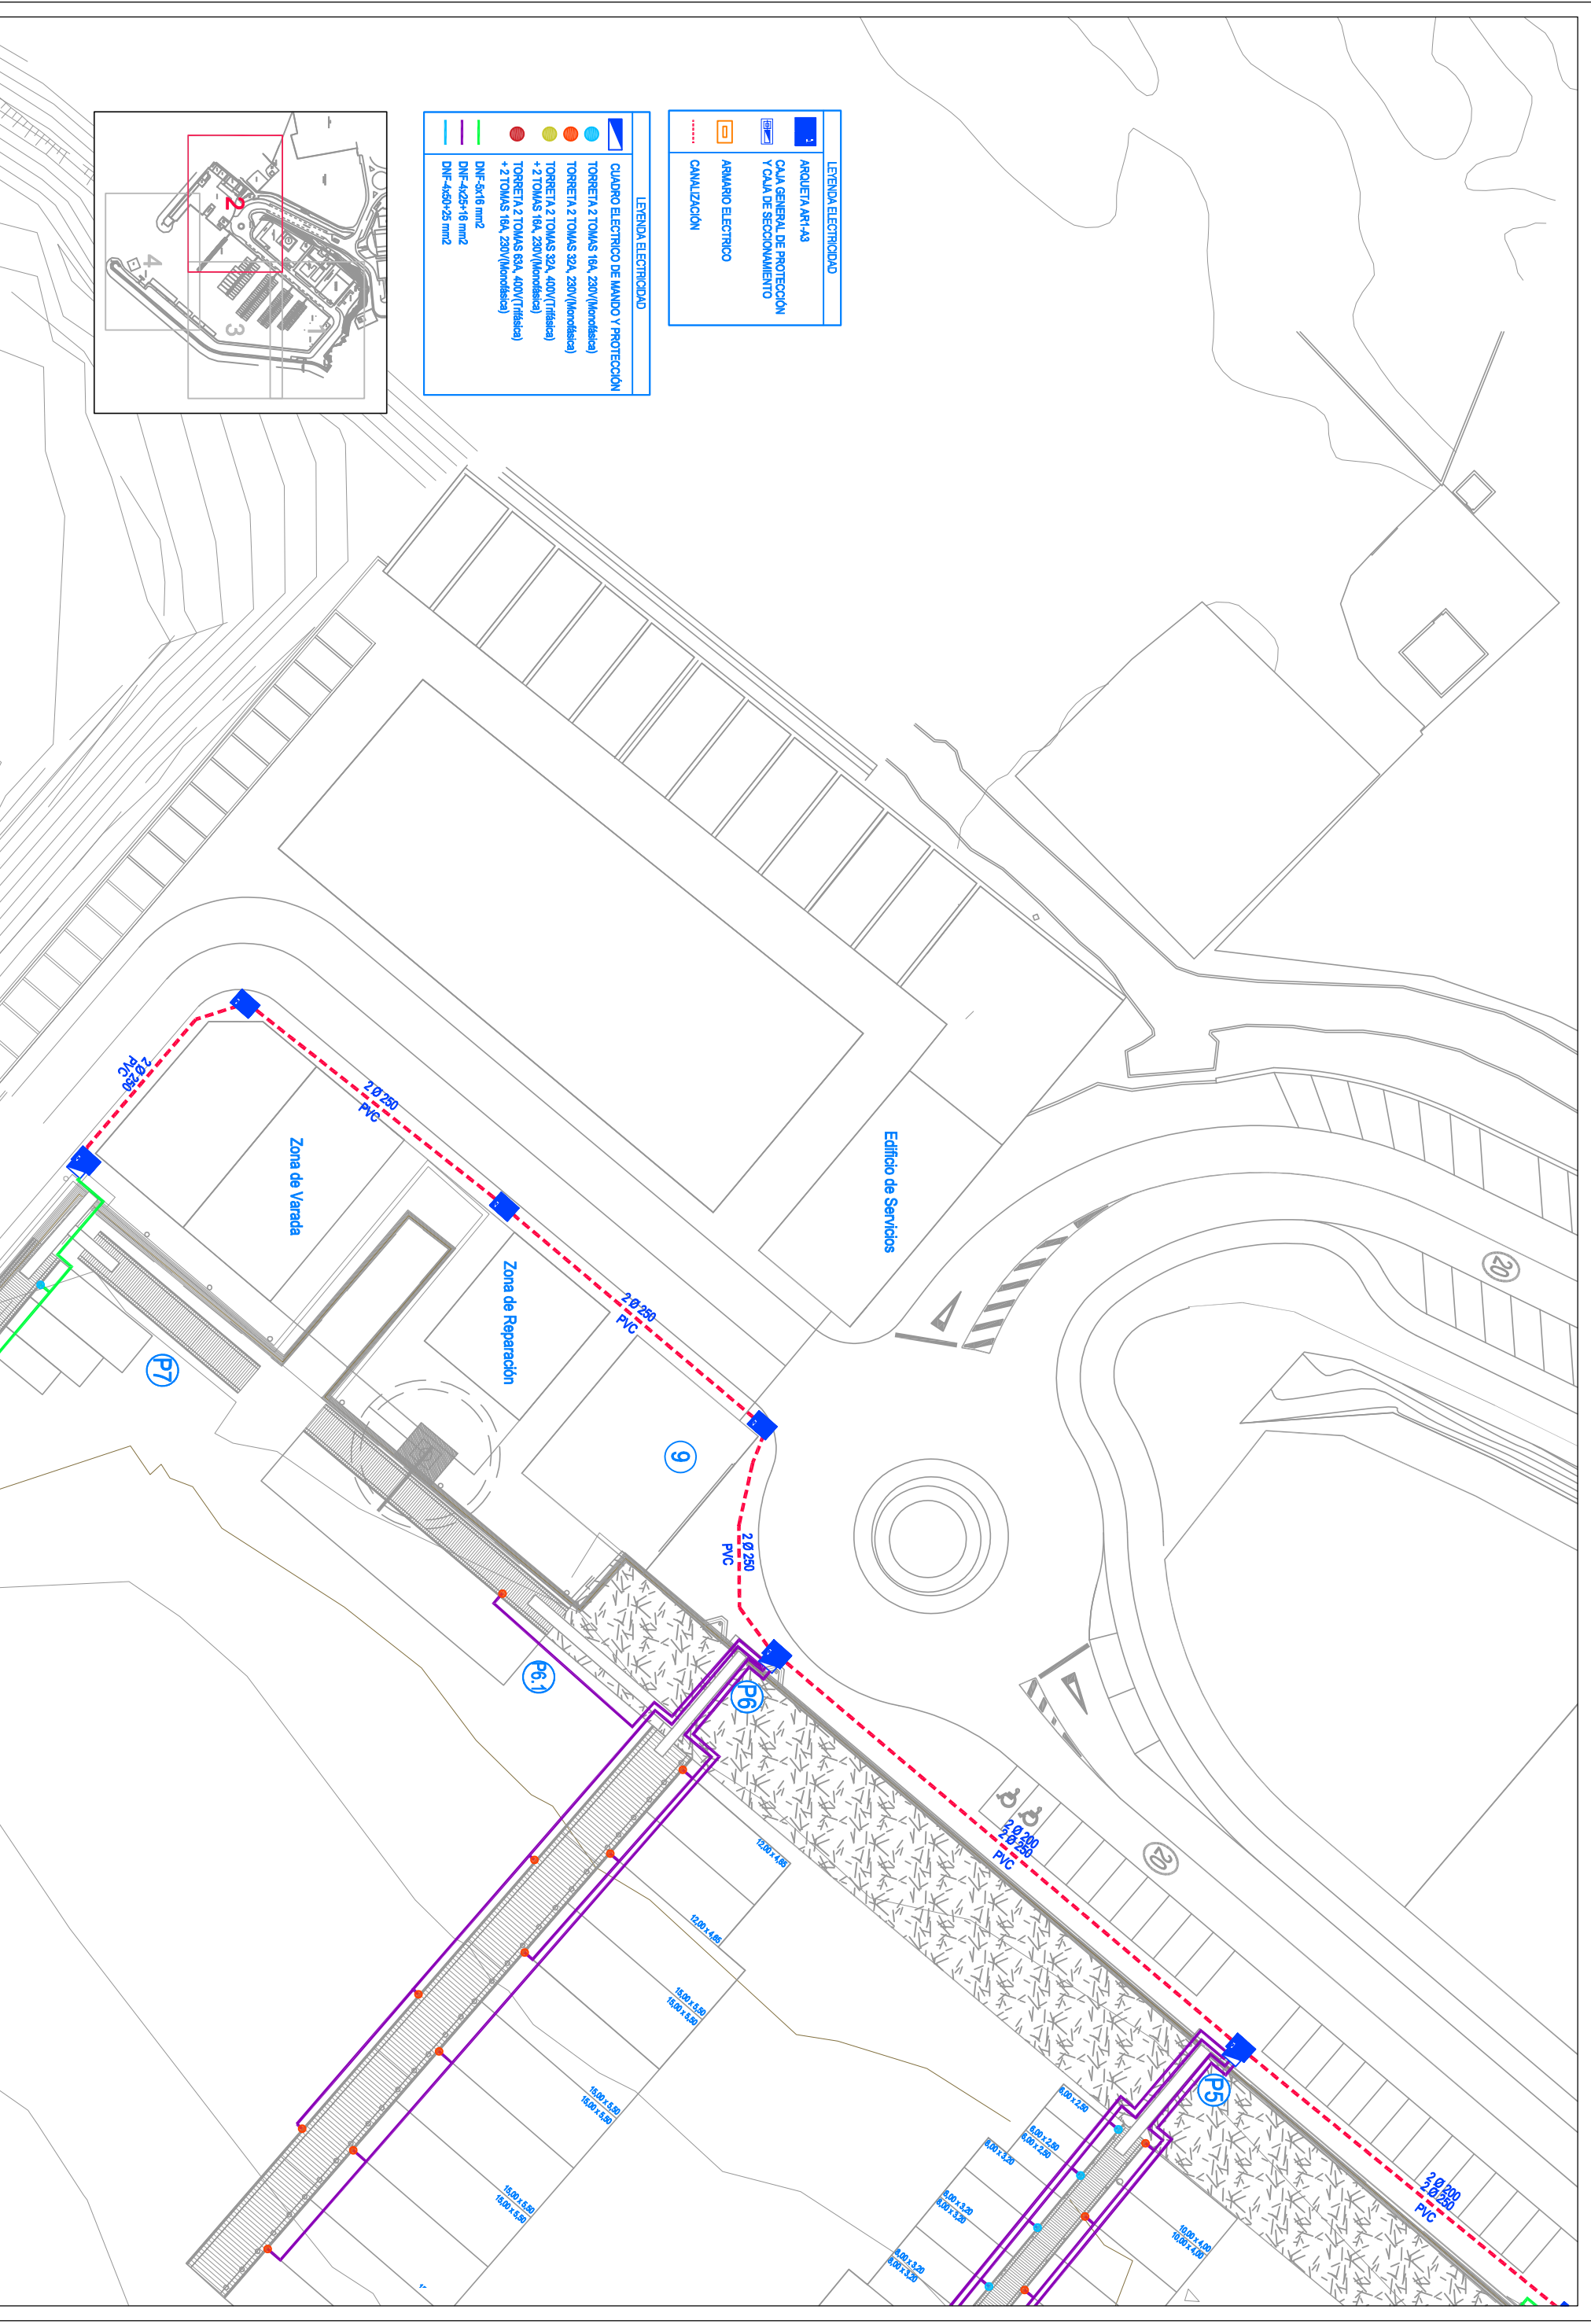 LEYENDA ELECTRICIDAD
ARQUETA AR1-A3
CAJA GENERAL DE PROTECCIÓN
Y CAJA DE SECCIONAMIENTO
ARMARIO ELECTRICO
CANALIZACIÓN
LEYENDA ELECTRICIDAD
CUADRO ELECTRICO DE MANDO Y PROTECCIÓN
TORRETA 2 TOMAS 16A, 230V(Monofásica)
TORRETA 2 TOMAS 32A, 230V(Monofásica)
TORRETA 2 TOMAS 32A, 400V(Trifásica)
+ 2 TOMAS 16A, 230V(Monofásica)
TORRETA 2 TOMAS 63A, 400V(Trifásica)
+ 2 TOMAS 16A, 230V(Monofásica)
DNF-5x16 mm2
DNF-4x25+16 mm2
DNF-4x50+25 mm2
1
2
3
4
Edificio de Servicios
20
20
Zona de Varada
Zona de Reparación
9
2 Ø 250
PVC
2 Ø 250
PVC
2 Ø 250
PVC
2 Ø 250
PVC
2 Ø 200
2 Ø 250
PVC
2 Ø 200
2 Ø 250
PVC
P7
P6.1
P6
P5
12,00 x 4,65
12,00 x 4,65
15,00 x 5,50
15,00 x 5,50
15,00 x 5,50
15,00 x 5,50
15,00 x 5,50
15,00 x 5,50
6,00 x 2,50
6,00 x 2,50
6,00 x 2,50
8,00 x 3,20
8,00 x 3,20
8,00 x 3,20
8,00 x 3,20
8,00 x 3,20
10,00 x 4,00
10,00 x 4,00